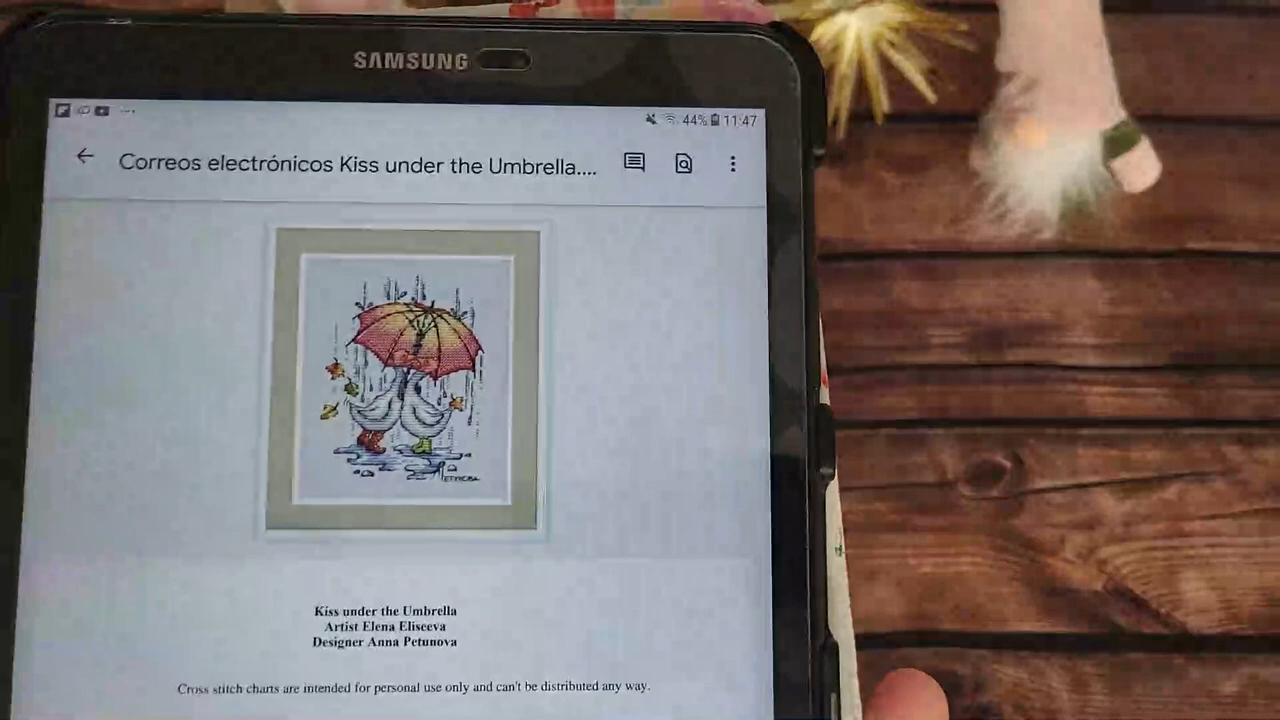 SAMSUNG
44% 11:47
Correos electrónicos Kiss under the Umbrella....
Kiss under the Umbrella
Artist Elena Eliseeva
Designer Anna Petunova
Cross stitch charts are intended for personal use only and can't be distributed any way.